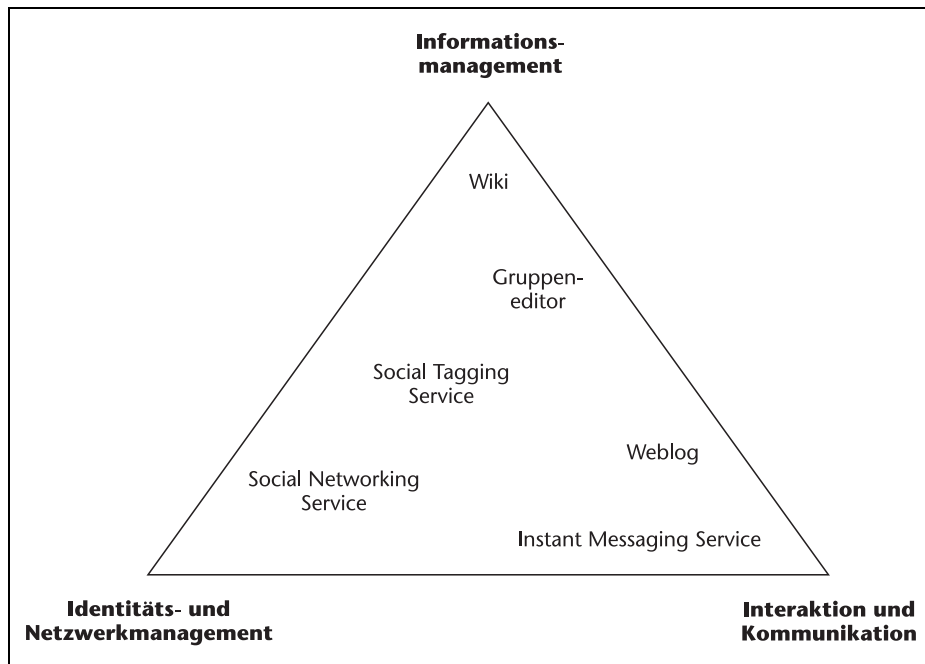 Informations-
management
Wiki
Gruppen-
editor
Social Tagging
Service
Weblog
Social Networking
Service
Instant Messaging Service
Identitäts- und
Netzwerkmanagement
Interaktion und
Kommunikation